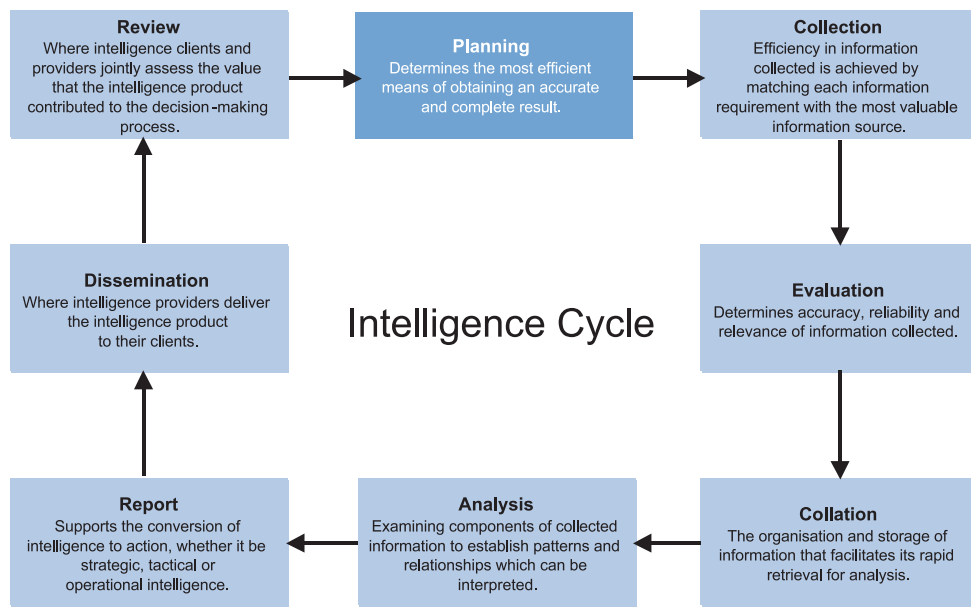 Review
Where intelligence clients and
providers jointly assess the value
that the intelligence product
contributed to the decision-making
process.
Planning
Determines the most efficient
means of obtaining an accurate
and complete result.
Collection
Efficiency in information
collected is achieved by
matching each information
requirement with the most valuable
information source.
Dissemination
Where intelligence providers deliver
the intelligence product
to their clients.
Intelligence Cycle
Evaluation
Determines accuracy, reliability and
relevance of information collected.
Report
Supports the conversion of
intelligence to action, whether it be
strategic, tactical or
operational intelligence.
Analysis
Examining components of collected
information to establish patterns and
relationships which can be
interpreted.
Collation
The organisation and storage of
information that facilitates its rapid
retrieval for analysis.